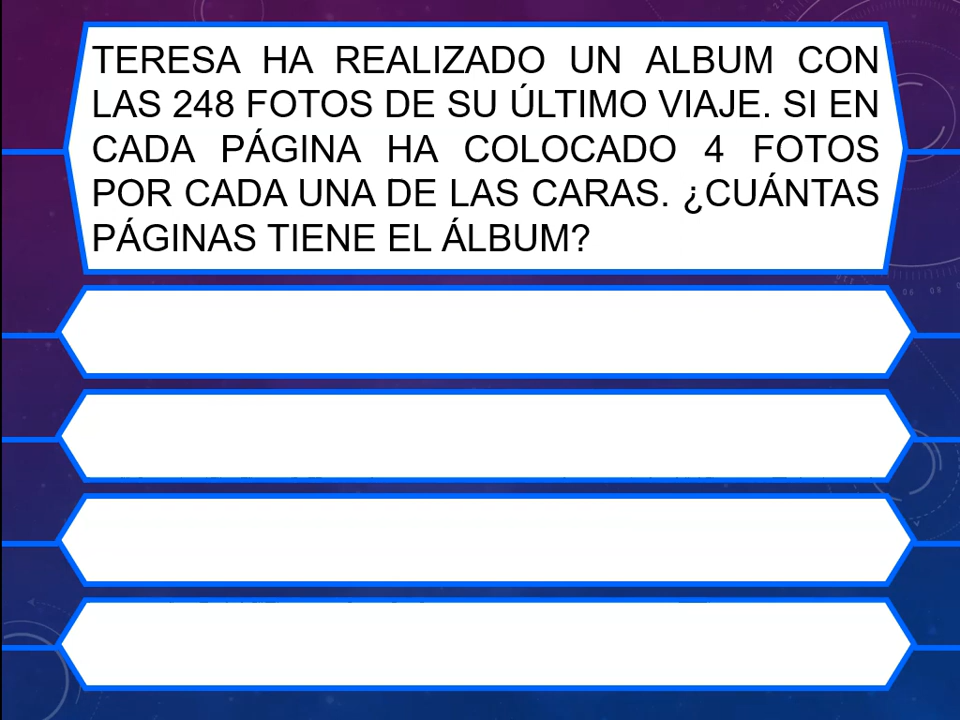 TERESA HA REALIZADO UN ALBUM CON
LAS 248 FOTOS DE SU ÚLTIMO VIAJE. SI EN
CADA PÁGINA HA COLOCADO 4 FOTOS
POR CADA UNA DE LAS CARAS. ¿CUÁNTAS
PÁGINAS TIENE EL ÁLBUM?